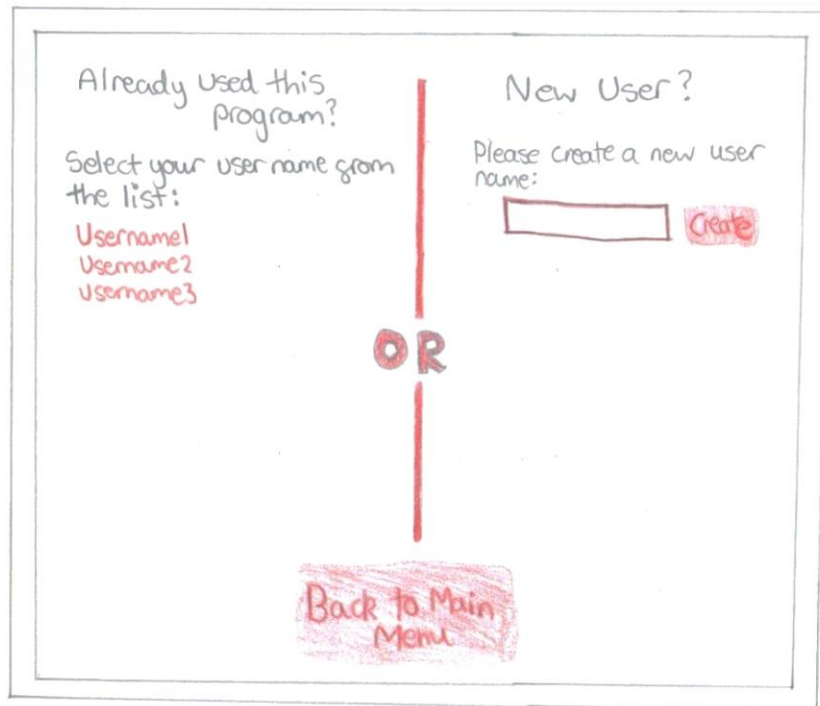 Already used this
program?
Select your user name from
the list:
Username1
Username2
Username3
OR
New User?
Please create a new user
name:
Create
Back to Main
Menu